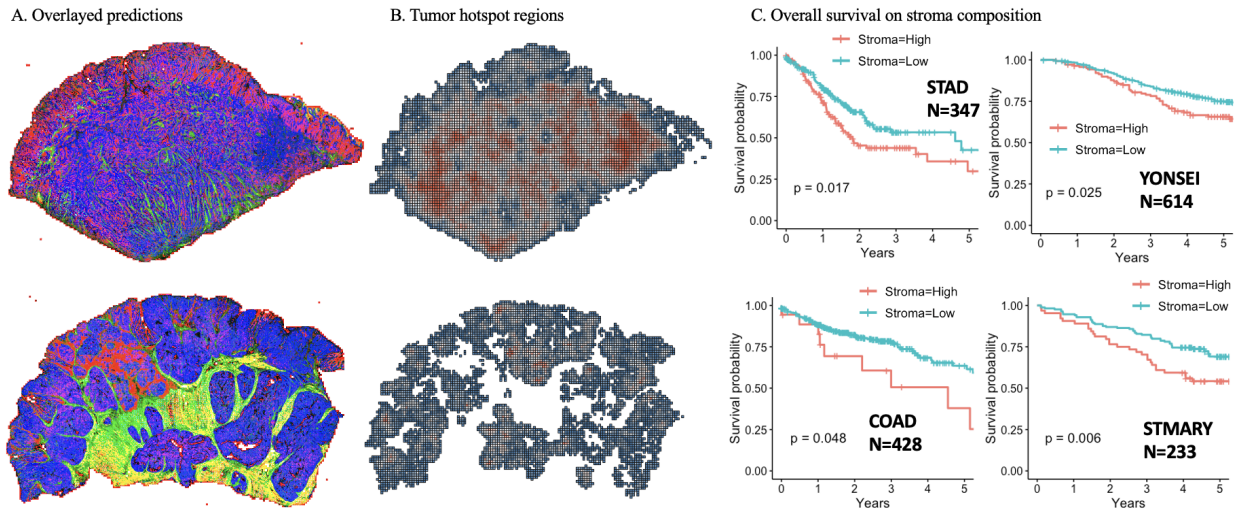 A. Overlayed predictions
B. Tumor hotspot regions
C. Overall survival on stroma composition
Survival probability
1.00
0.75
0.50
0.25
0.00
Stroma=High
Stroma=Low
STAD
N=347
p = 0.017
0 1 2 3 4 5
Years
Survival probability
1.00
0.75
0.50
0.25
0.00
Stroma=High
Stroma=Low
YONSEI
N=614
p = 0.025
0 1 2 3 4 5
Years
Survival probability
1.00
0.75
0.50
0.25
0.00
Stroma=High
Stroma=Low
COAD
N=428
p = 0.048
0 1 2 3 4 5
Years
Survival probability
1.00
0.75
0.50
0.25
0.00
Stroma=High
Stroma=Low
STMARY
N=233
p = 0.006
0 1 2 3 4 5
Years